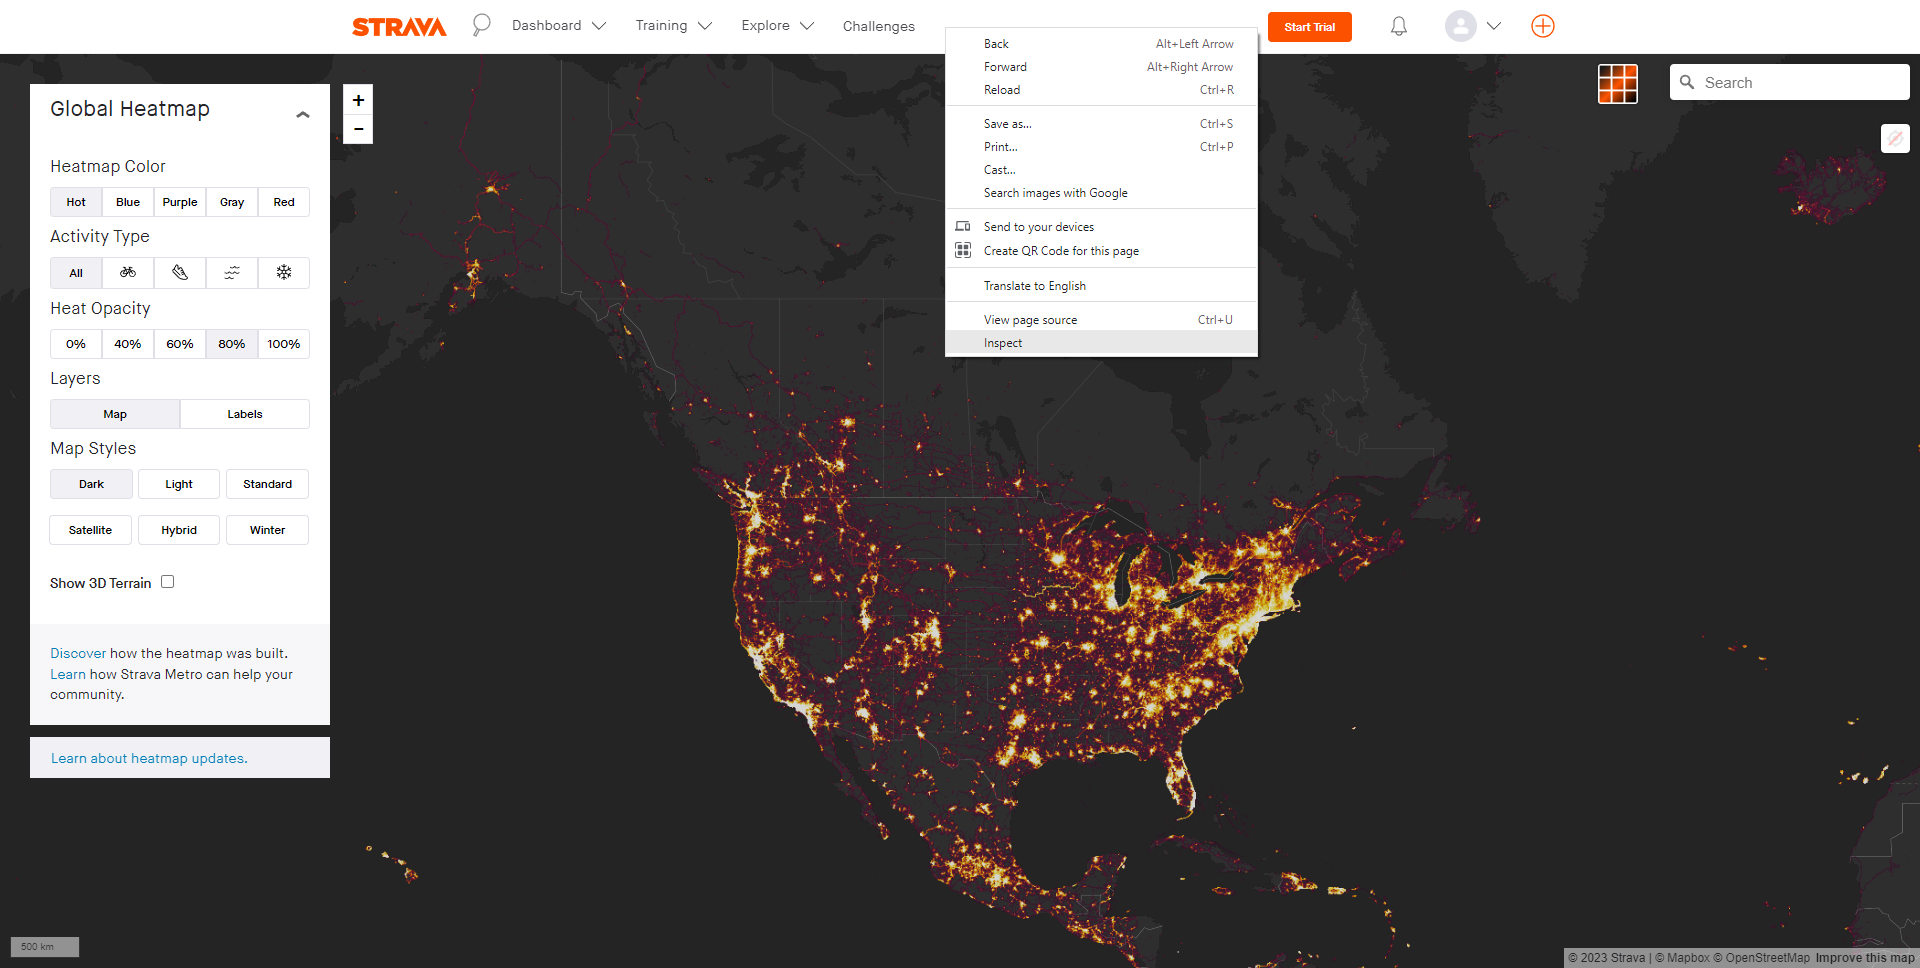 STRAVA
Dashboard
Training
Explore
Challenges
Start Trial
Back Alt+Left Arrow
Forward Alt+Right Arrow
Reload Ctrl+R
Save as... Ctrl+S
Print... Ctrl+P
Cast...
Search images with Google
Send to your devices
Create QR Code for this page
Translate to English
View page source Ctrl+U
Inspect
Search
+
−
Global Heatmap
Heatmap Color
Hot Blue Purple Gray Red
Activity Type
All
Heat Opacity
0% 40% 60% 80% 100%
Layers
Map Labels
Map Styles
Dark Light Standard
Satellite Hybrid Winter
Show 3D Terrain
Discover how the heatmap was built.
Learn how Strava Metro can help your
community.
Learn about heatmap updates.
500 km
© 2023 Strava | © Mapbox © OpenStreetMap Improve this map